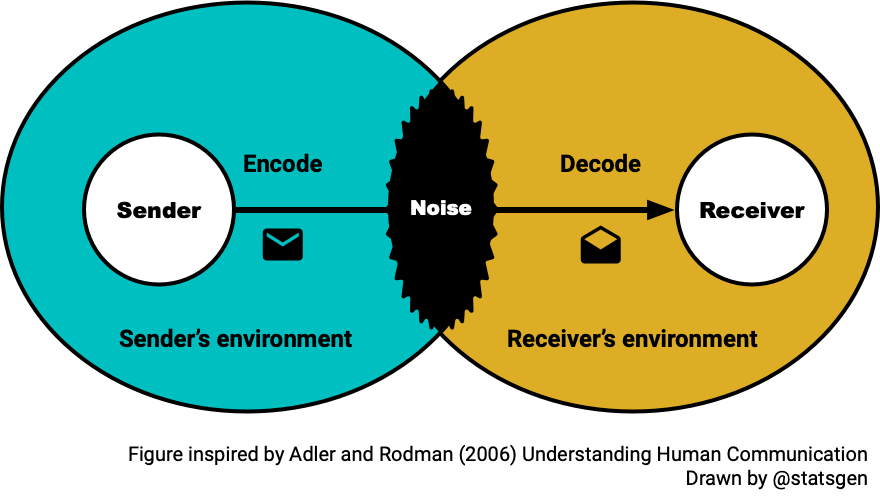 Encode
Decode
Sender
Noise
Receiver
Sender’s environment
Receiver’s environment
Figure inspired by Adler and Rodman (2006) Understanding Human Communication
Drawn by @statsgen